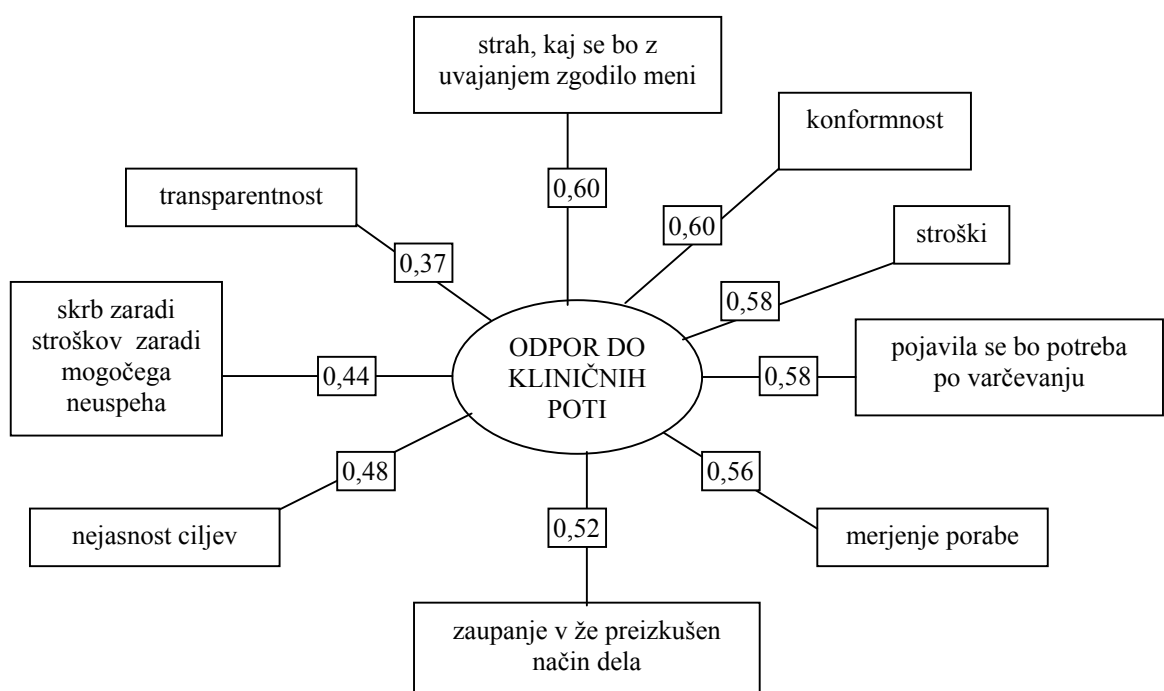 strah, kaj se bo z
uvajanjem zgodilo meni
konformnost
0,60
transparentnost
0,60
stroški
0,37
0,58
skrb zaradi
stroškov zaradi
mogočega
neuspeha
0,44
ODPOR DO
KLINIČNIH
POTI
0,58
pojavila se bo potreba
po varčevanju
0,48
0,56
nejasnost ciljev
0,52
merjenje porabe
zaupanje v že preizkušen
način dela